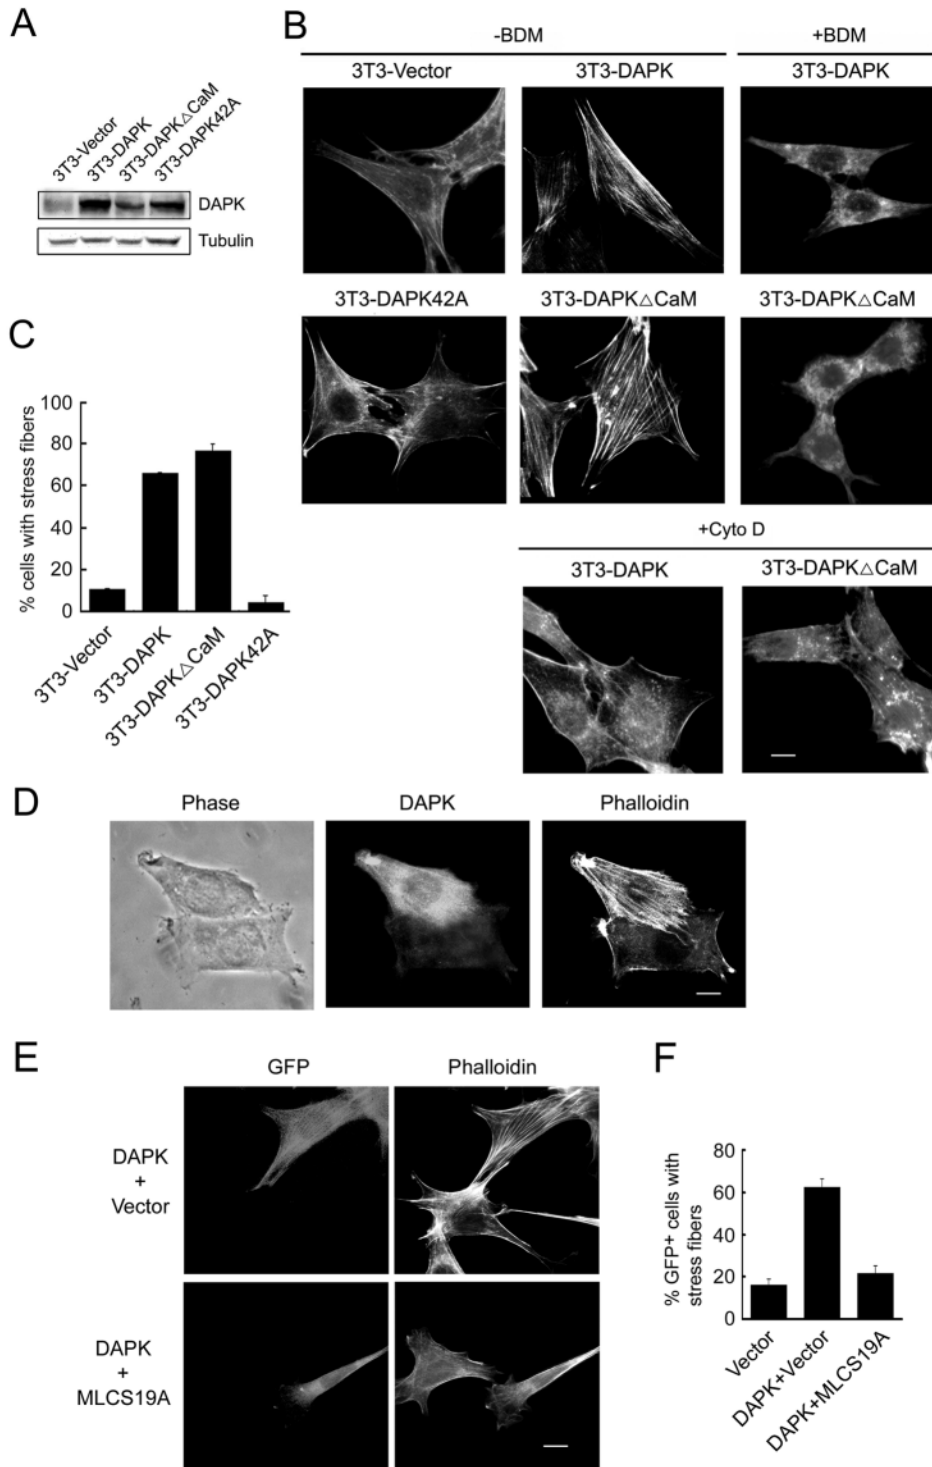 A
3T3-Vector
3T3-DAPK
3T3-DAPK△CaM
3T3-DAPK42A
DAPK
Tubulin
B
-BDM
+BDM
3T3-Vector
3T3-DAPK
3T3-DAPK
3T3-DAPK42A
3T3-DAPK△CaM
3T3-DAPK△CaM
+Cyto D
3T3-DAPK
3T3-DAPK△CaM
C
% cells with stress fibers
100
80
60
40
20
0
3T3-Vector
3T3-DAPK
3T3-DAPK△CaM
3T3-DAPK42A
D
Phase
DAPK
Phalloidin
E
GFP
Phalloidin
DAPK
+
Vector
DAPK
+
MLCS19A
F
% GFP+ cells with
stress fibers
80
60
40
20
0
Vector
DAPK+Vector
DAPK+MLCS19A